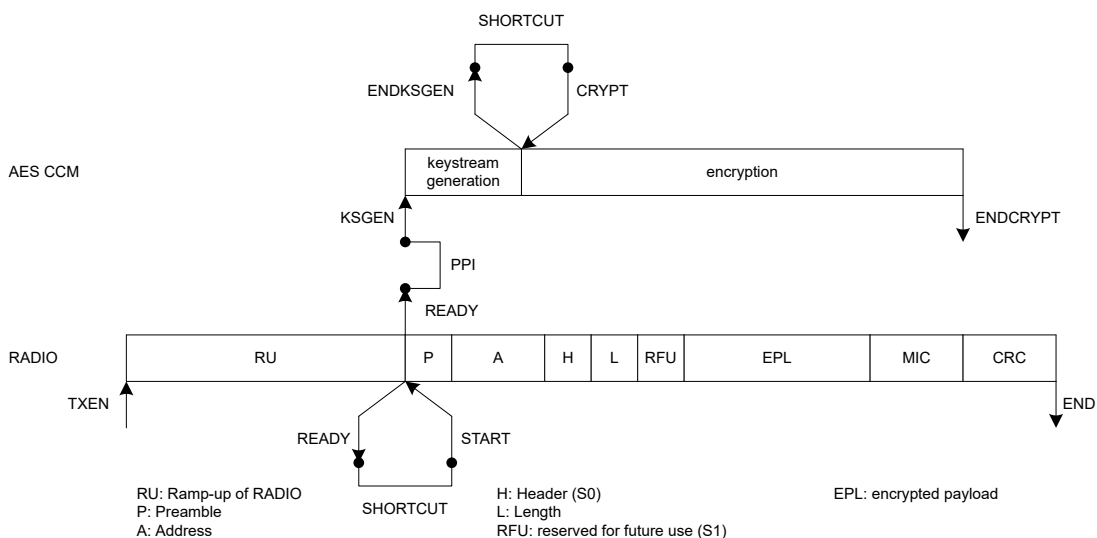 SHORTCUT
ENDKSGEN CRYPT
AES CCM
keystream
generation
encryption
KSGEN
ENDCRYPT
PPI
READY
RADIO
RU P A H L RFU EPL MIC CRC
TXEN
END
READY START
SHORTCUT
RU: Ramp-up of RADIO
P: Preamble
A: Address
H: Header (S0)
L: Length
RFU: reserved for future use (S1)
EPL: encrypted payload